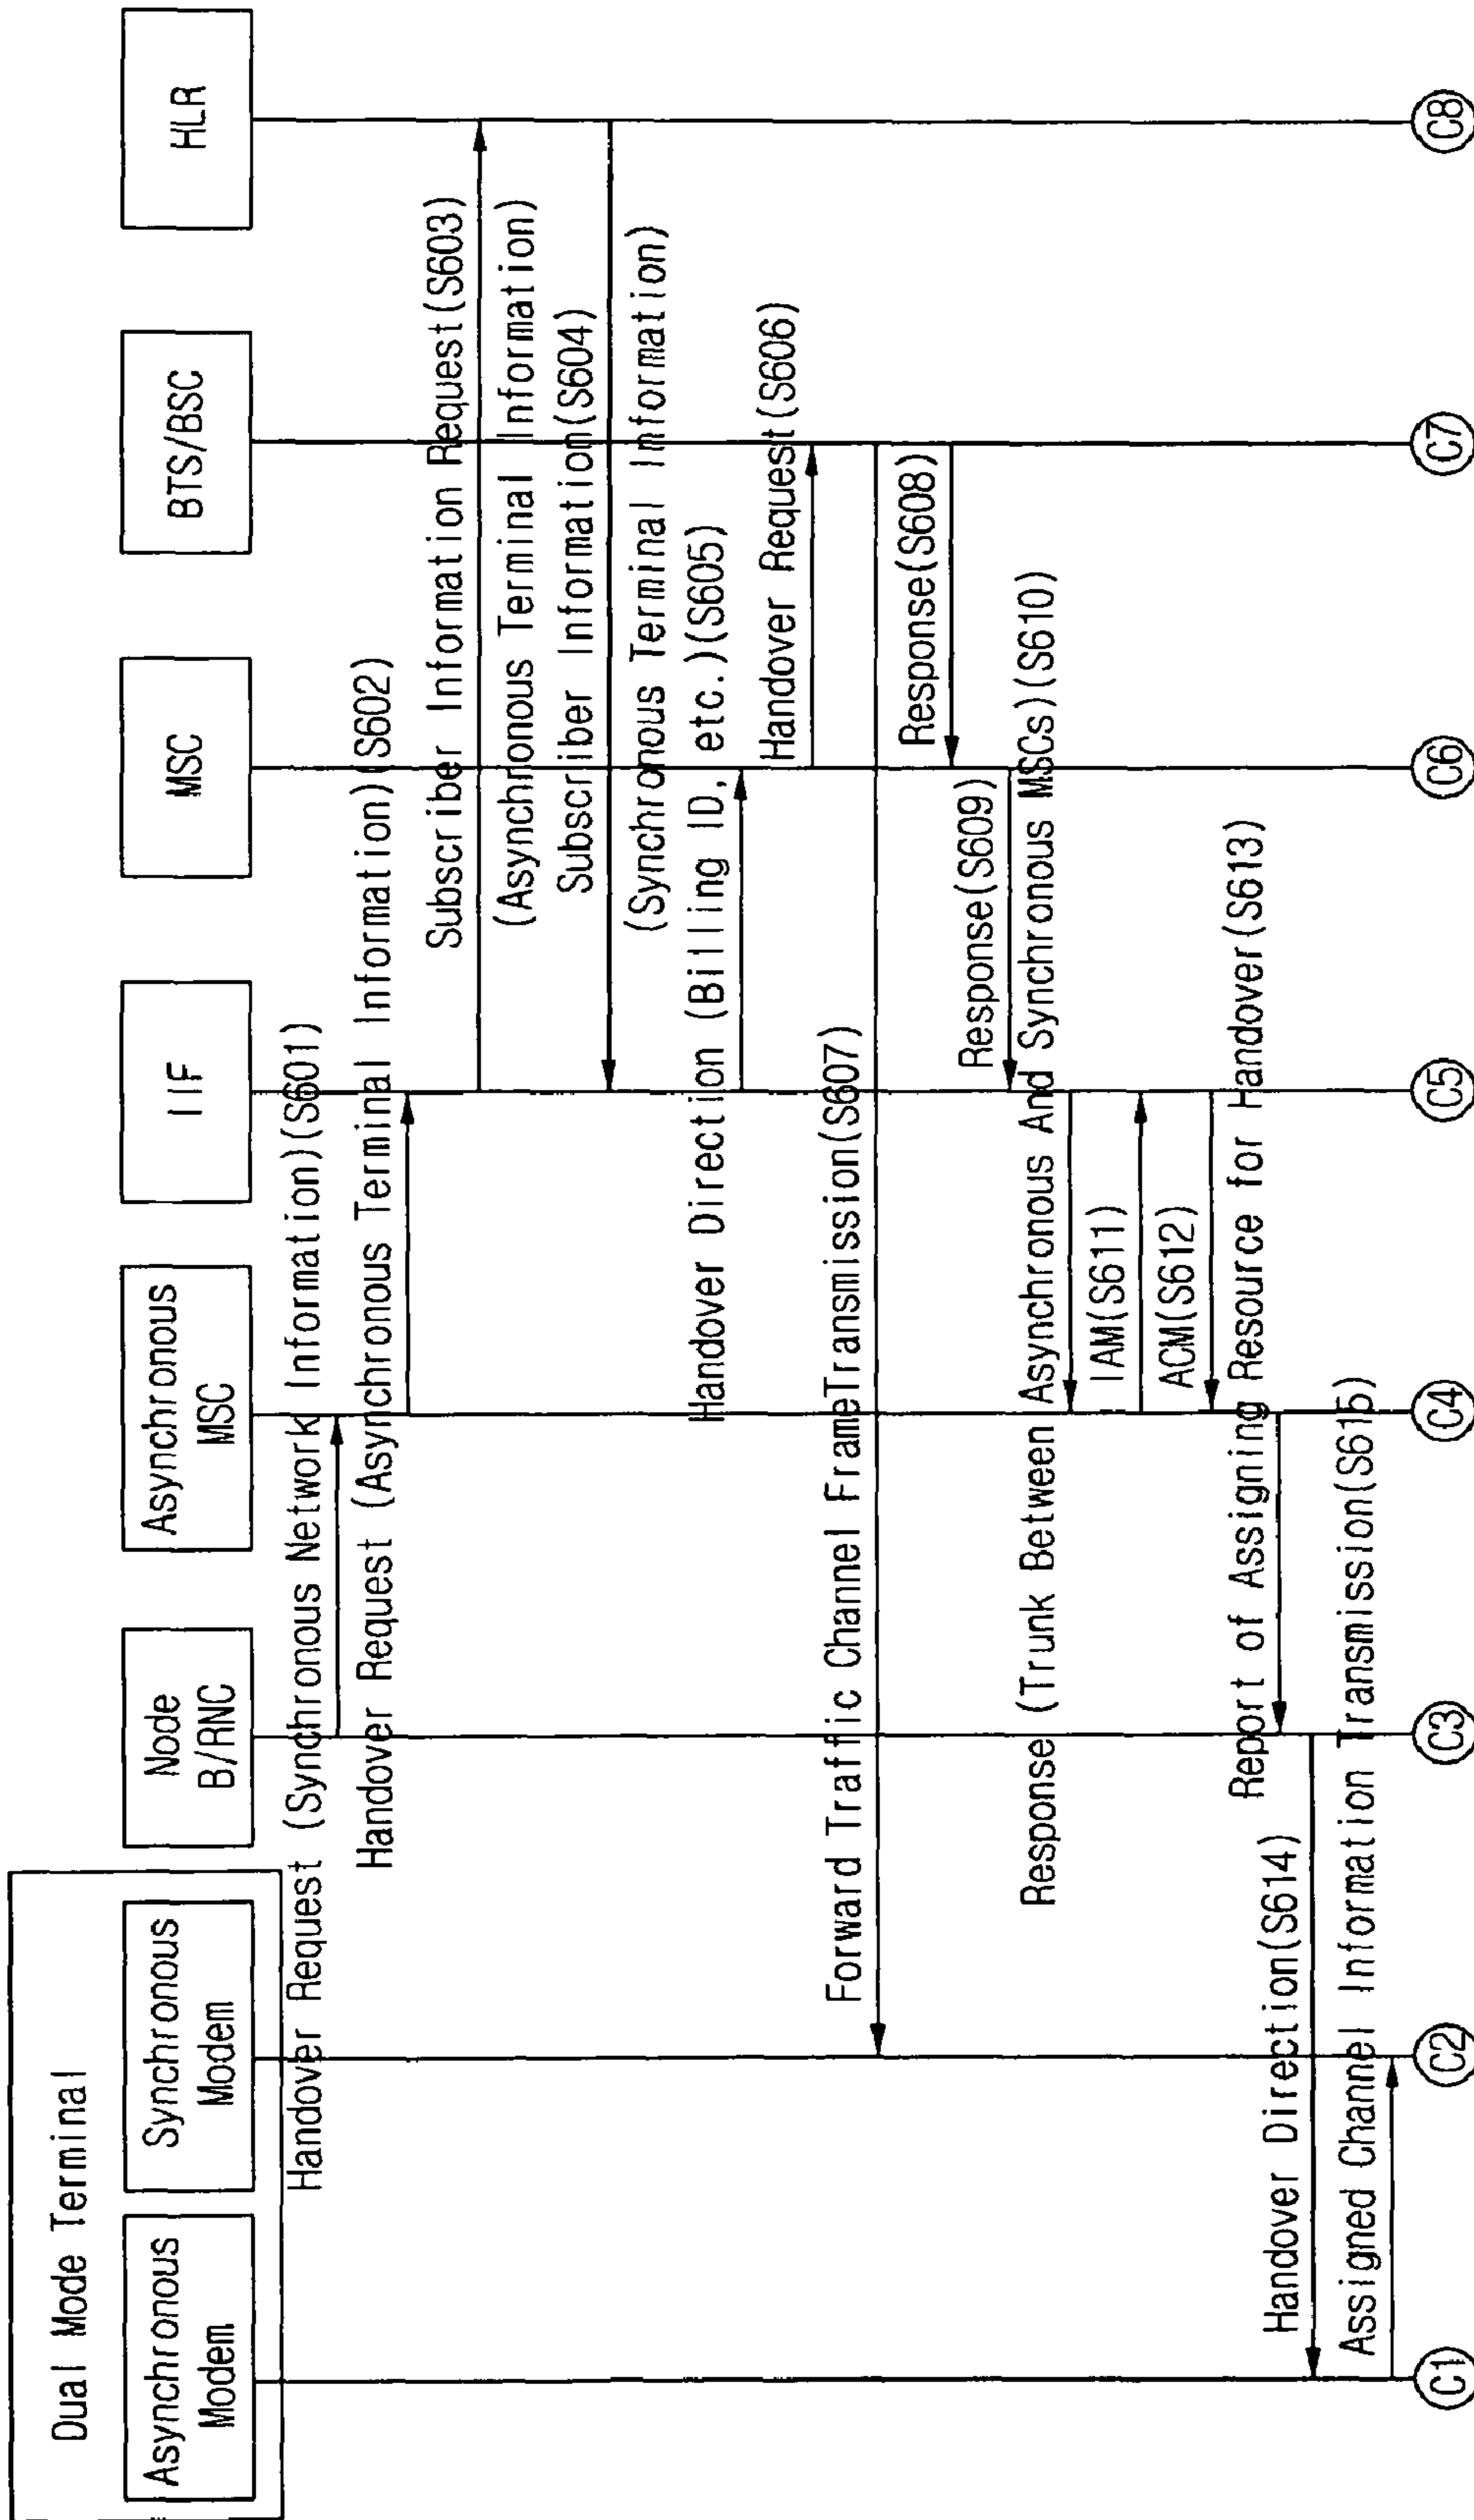 Dual Mode Terminal
Asynchronous
Modem
Synchronous
Modem
Node
B/RNC
Asynchronous
MSC
IIF
MSC
BTS/BSC
HLR
Handover Request (Synchronous Network Information)(S601)
Handover Request (Asynchronous Terminal Information)(S602)
Subscriber Information Request(S603)
(Asynchronous Terminal Information)
Subscriber Information(S604)
(Synchronous Terminal Information)
Handover Direction (Billing ID, etc.)(S605)
Handover Request(S606)
Forward Traffic Channel FrameTransmission(S607)
Response(S608)
Response(S609)
Response (Trunk Between Asynchronous And Synchronous MSCs)(S610)
IAM(S611)
ACM(S612)
Report of Assigning Resource for Handover(S613)
Handover Direction(S614)
Assigned Channel Information Transmission(S615)
C1
C2
C3
C4
C5
C6
C7
C8